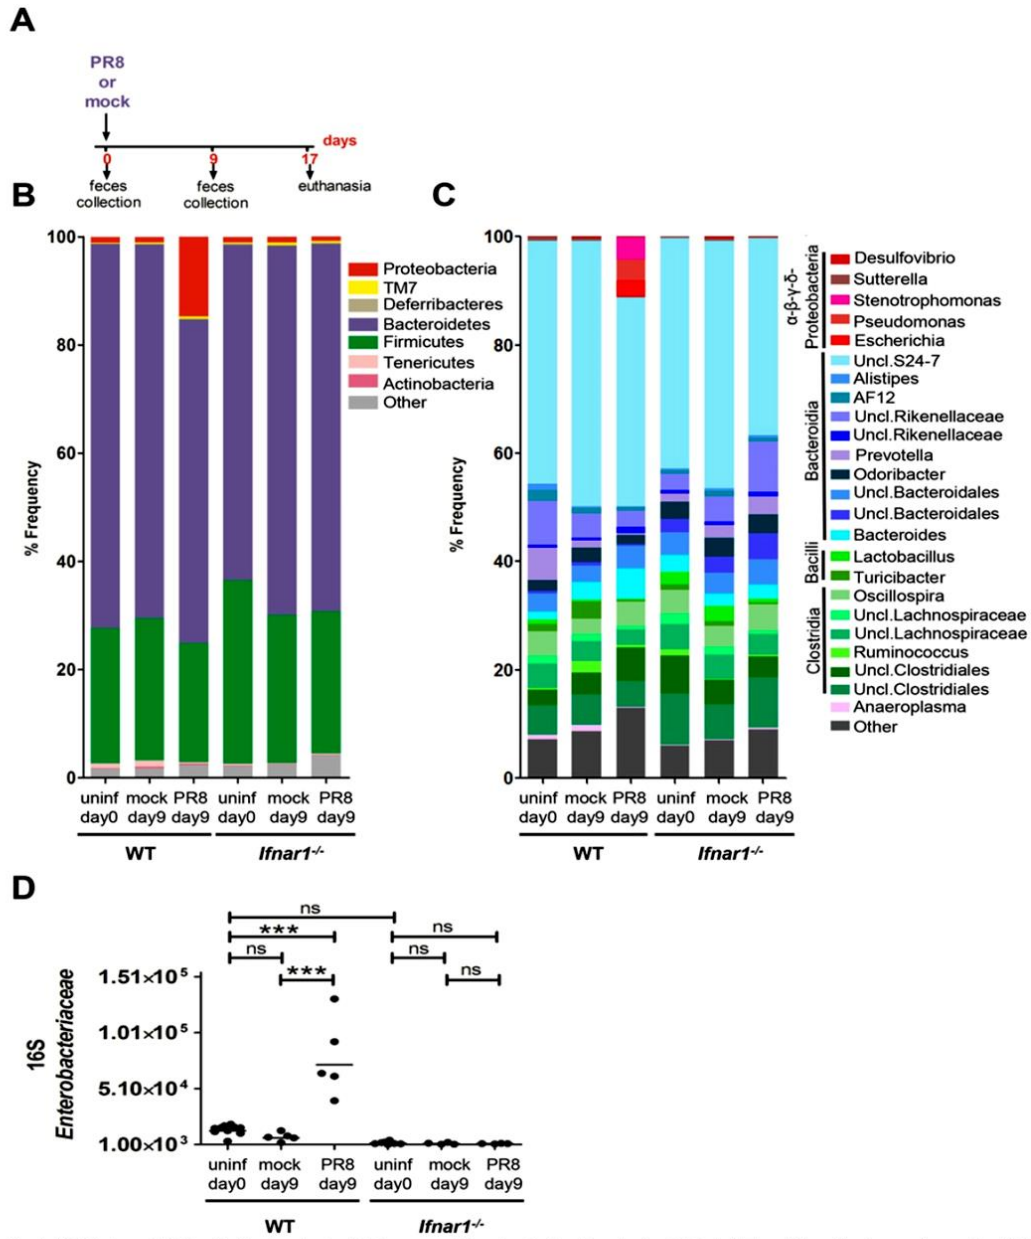 A
PR8
or
mock
days
0 9 17
feces
collection
feces
collection
euthanasia
B
% Frequency
100
80
60
40
20
0
uninf
day0
mock
day9
PR8
day9
uninf
day0
mock
day9
PR8
day9
WT
Ifnar1-/-
Proteobacteria
TM7
Deferribacteres
Bacteroidetes
Firmicutes
Tenericutes
Actinobacteria
Other
C
% Frequency
100
80
60
40
20
0
uninf
day0
mock
day9
PR8
day9
uninf
day0
mock
day9
PR8
day9
WT
Ifnar1-/-
α-β-γ-δ-
Proteobacteria
Desulfovibrio
Sutterella
Stenotrophomonas
Pseudomonas
Escherichia
Bacteroidia
Uncl.S24-7
Alistipes
AF12
Uncl.Rikenellaceae
Uncl.Rikenellaceae
Prevotella
Odoribacter
Uncl.Bacteroidales
Uncl.Bacteroidales
Bacteroides
Bacilli
Lactobacillus
Turicibacter
Clostridia
Oscillospira
Uncl.Lachnospiraceae
Uncl.Lachnospiraceae
Ruminococcus
Uncl.Clostridiales
Uncl.Clostridiales
Anaeroplasma
Other
D
ns
*** ns
ns ns
*** ns
16S
Enterobacteriaceae
1.51×10⁵
1.01×10⁵
5.10×10⁴
1.00×10³
uninf
day0
mock
day9
PR8
day9
uninf
day0
mock
day9
PR8
day9
WT
Ifnar1-/-